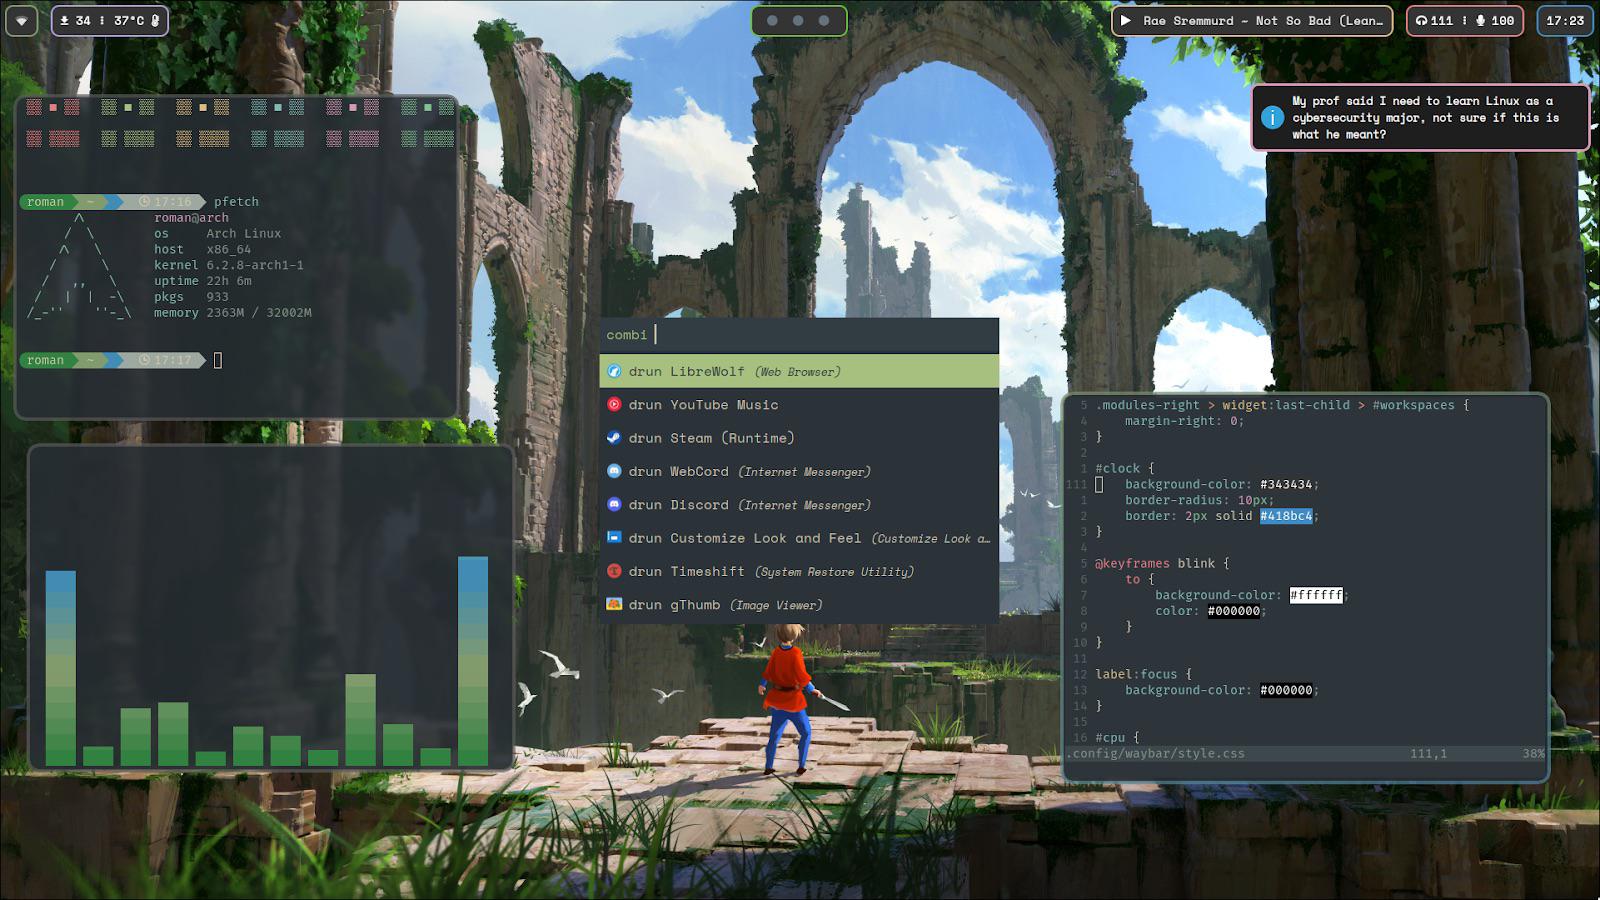 34 ⁝ 37°C
Rae Sremmurd ~ Not So Bad (Lean…
111 ⁝ 100
17:23
My prof said I need to learn Linux as a
cybersecurity major, not sure if this is
what he meant?
roman ~ 17:16 pfetch
roman@arch
os Arch Linux
host x86_64
kernel 6.2.8-arch1-1
uptime 22h 6m
pkgs 933
memory 2363M / 32002M
roman ~ 17:17
combi
drun LibreWolf (Web Browser)
drun YouTube Music
drun Steam (Runtime)
drun WebCord (Internet Messenger)
drun Discord (Internet Messenger)
drun Customize Look and Feel (Customize Look a…
drun Timeshift (System Restore Utility)
drun gThumb (Image Viewer)
5 .modules-right > widget:last-child > #workspaces {
4 margin-right: 0;
3 }
2
1 #clock {
111 background-color: #343434;
1 border-radius: 10px;
2 border: 2px solid #418bc4;
3 }
4
5 @keyframes blink {
6 to {
7 background-color: #ffffff;
8 color: #000000;
9 }
10 }
11
12 label:focus {
13 background-color: #000000;
14 }
15
16 #cpu {
.config/waybar/style.css 111,1 38%